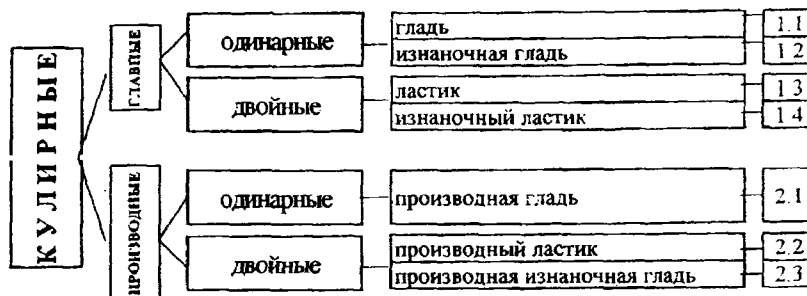 КУЛИРНЫЕ
ГЛАВНЫЕ
одинарные
гладь
1.1
изнаночная гладь
1 2
двойные
ластик
1 3
изнаночный ластик
1 4
ПРОИЗВОДНЫЕ
одинарные
производная гладь
2.1
двойные
производный ластик
2.2
производная изнаночная гладь
2.3